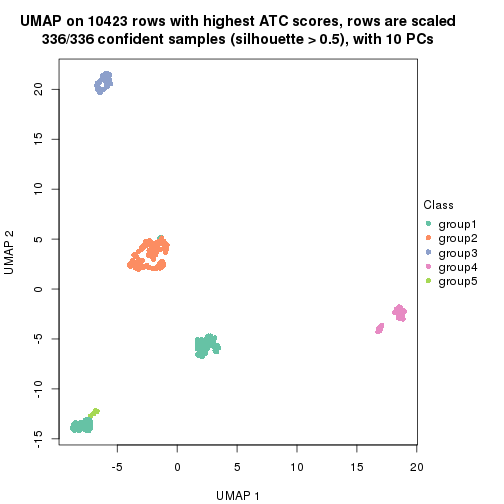 UMAP on 10423 rows with highest ATC scores, rows are scaled
336/336 confident samples (silhouette > 0.5), with 10 PCs
20
15
10
5
0
-5
-10
-15
UMAP 2
-5
0
5
10
15
20
UMAP 1
Class
group1
group2
group3
group4
group5